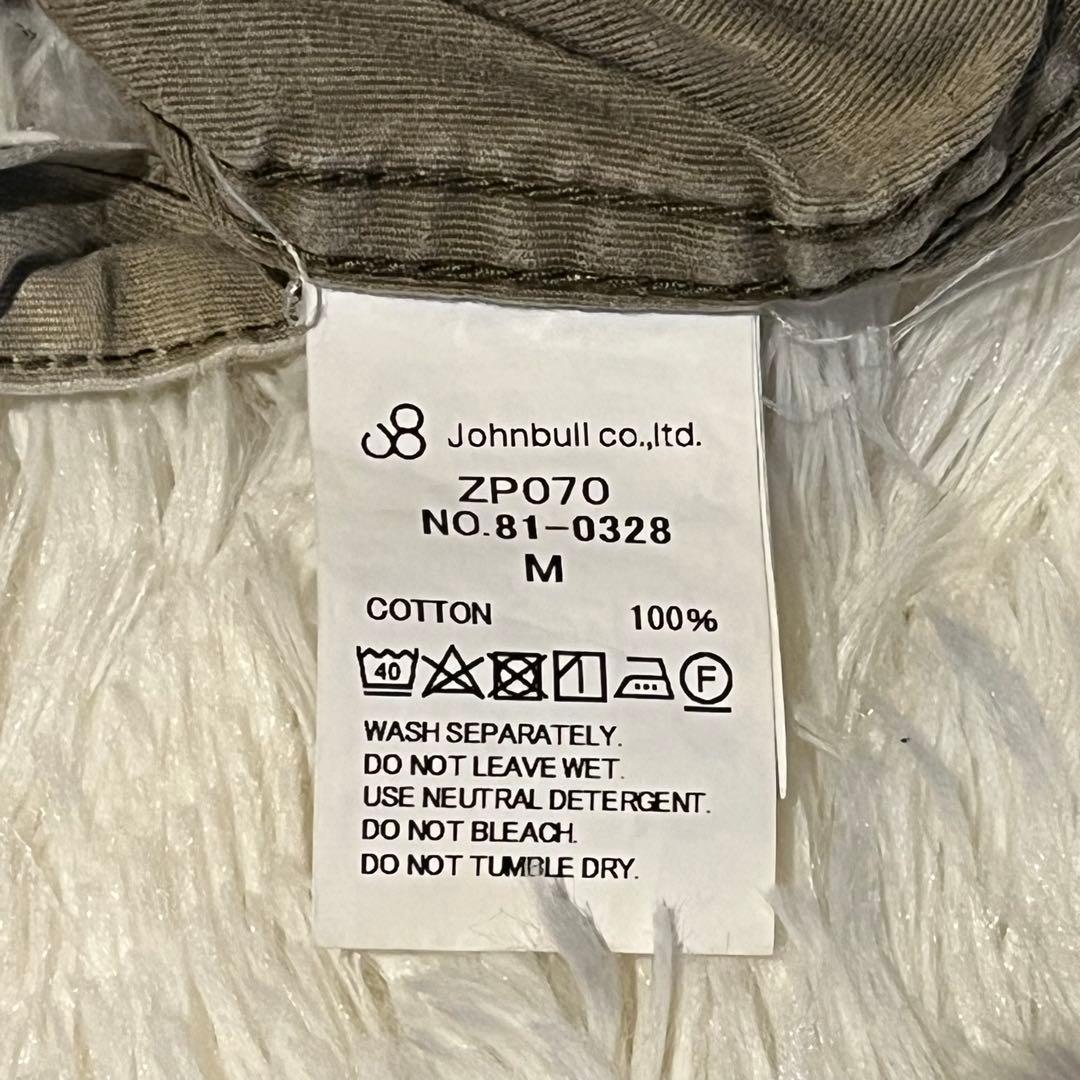 Johnbull co.,ltd.
ZP070
NO.81-0328
M
COTTON 100%
40 F
WASH SEPARATELY.
DO NOT LEAVE WET.
USE NEUTRAL DETERGENT.
DO NOT BLEACH.
DO NOT TUMBLE DRY.